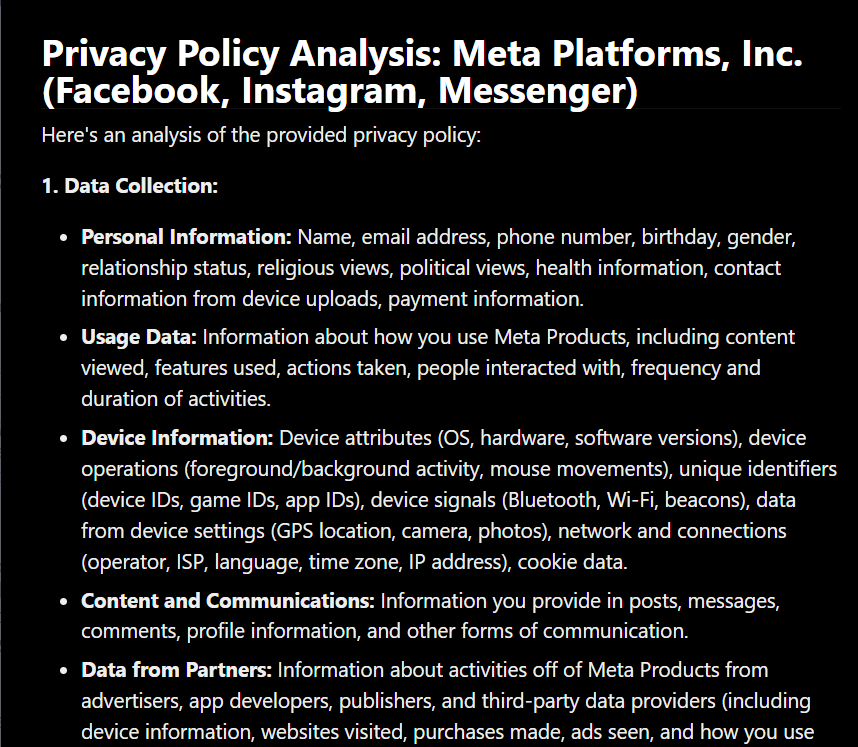 Privacy Policy Analysis: Meta Platforms, Inc.
(Facebook, Instagram, Messenger)
Here's an analysis of the provided privacy policy:
1. Data Collection:
• Personal Information: Name, email address, phone number, birthday, gender,
relationship status, religious views, political views, health information, contact
information from device uploads, payment information.
• Usage Data: Information about how you use Meta Products, including content
viewed, features used, actions taken, people interacted with, frequency and
duration of activities.
• Device Information: Device attributes (OS, hardware, software versions), device
operations (foreground/background activity, mouse movements), unique identifiers
(device IDs, game IDs, app IDs), device signals (Bluetooth, Wi-Fi, beacons), data
from device settings (GPS location, camera, photos), network and connections
(operator, ISP, language, time zone, IP address), cookie data.
• Content and Communications: Information you provide in posts, messages,
comments, profile information, and other forms of communication.
• Data from Partners: Information about activities off of Meta Products from
advertisers, app developers, publishers, and third-party data providers (including
device information, websites visited, purchases made, ads seen, and how you use